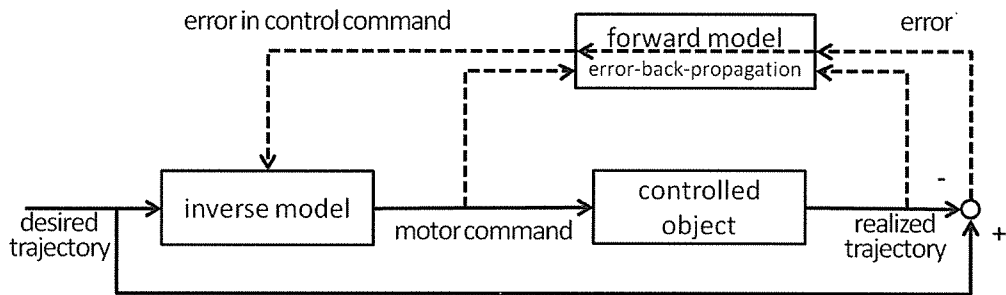 error in control command
forward model
error-back-propagation
error
inverse model
controlled
object
desired
trajectory
motor command
realized
trajectory
-
+